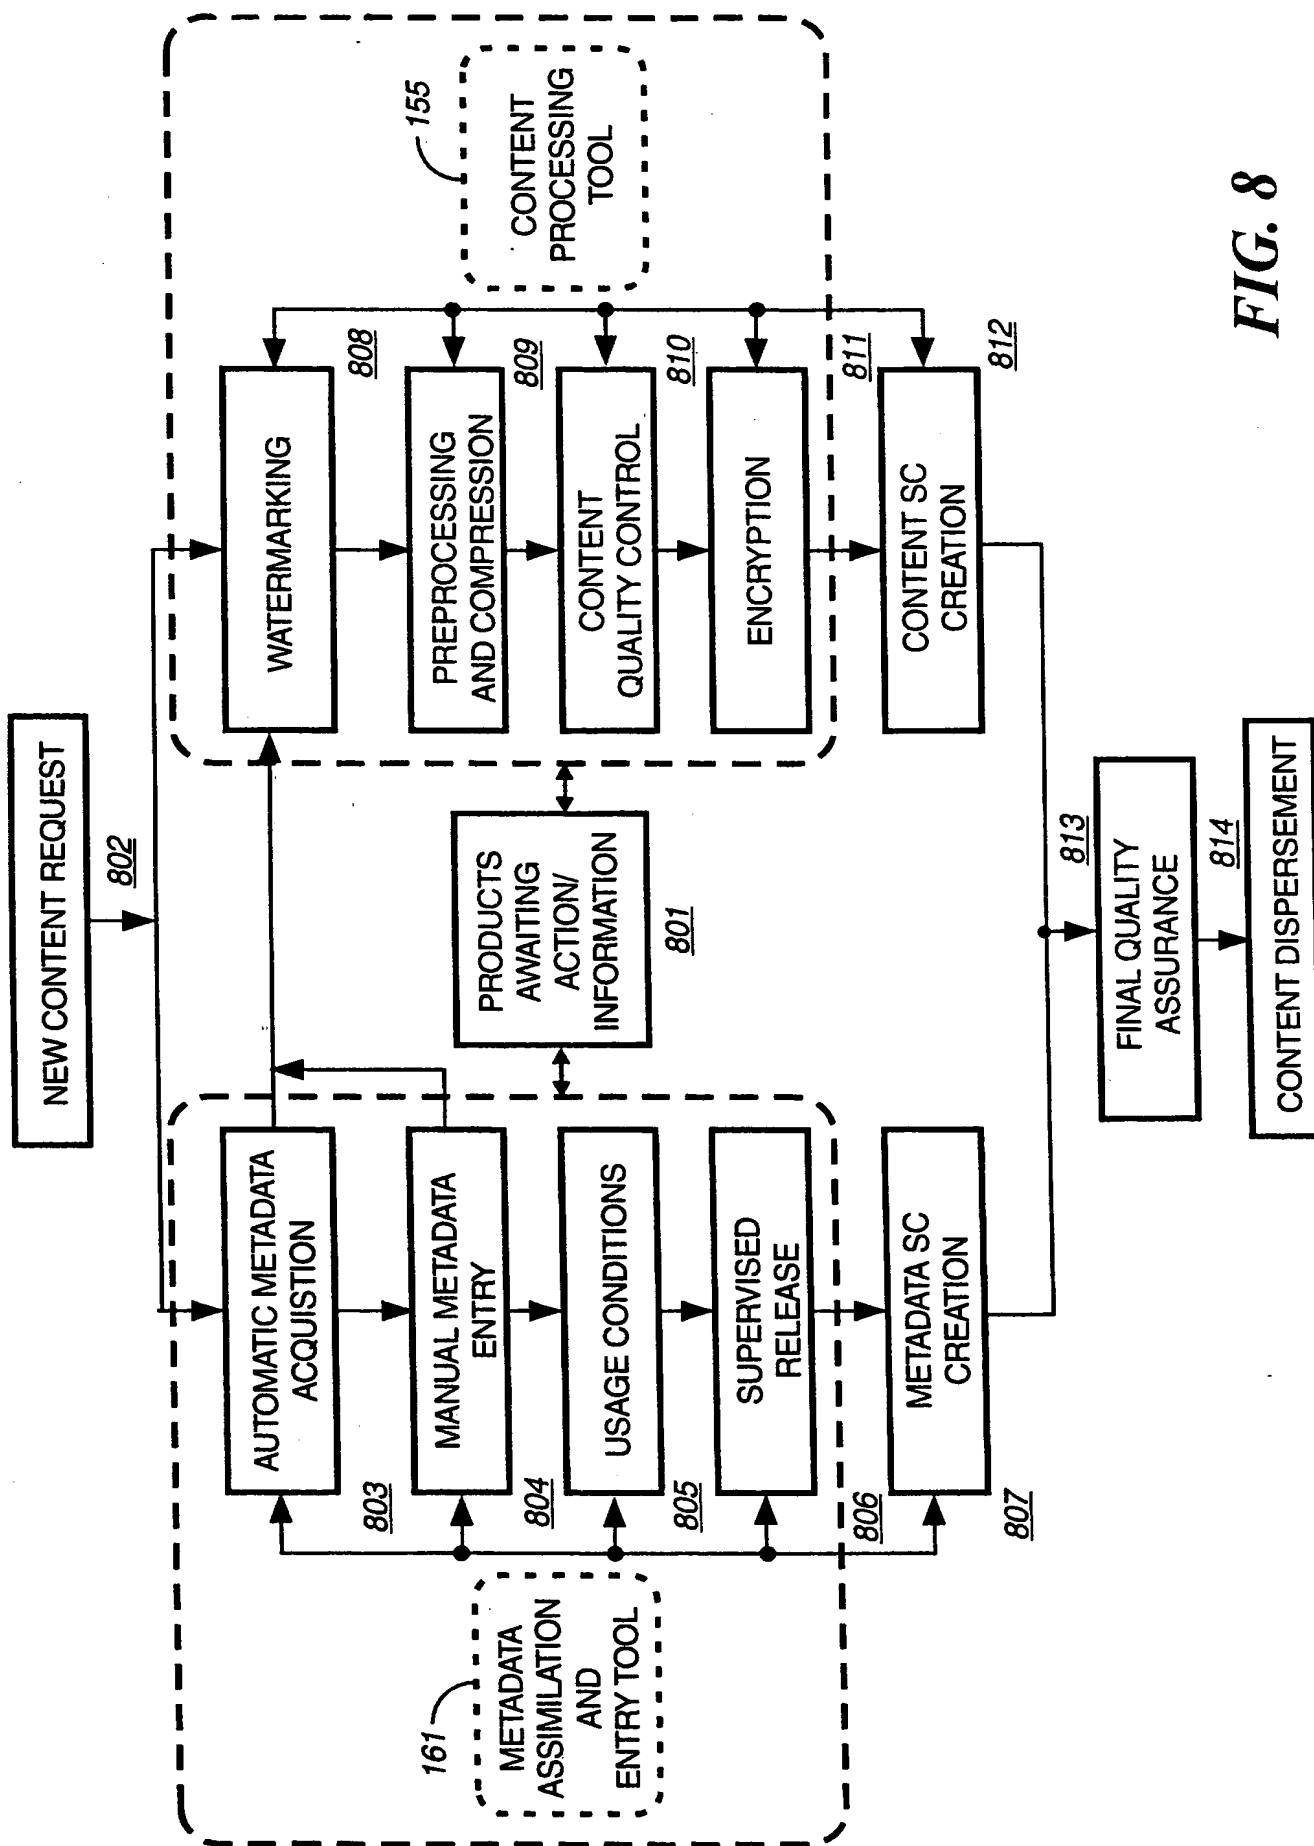 NEW CONTENT REQUEST
802
AUTOMATIC METADATA
ACQUISTION
803
MANUAL METADATA
ENTRY
804
USAGE CONDITIONS
805
SUPERVISED
RELEASE
806
METADATA SC
CREATION
807
161
METADATA
ASSIMILATION
AND
ENTRY TOOL
PRODUCTS
AWAITING
ACTION/
INFORMATION
801
WATERMARKING
808
PREPROCESSING
AND COMPRESSION
809
CONTENT
QUALITY CONTROL
810
ENCRYPTION
811
CONTENT SC
CREATION
812
155
CONTENT
PROCESSING
TOOL
813
FINAL QUALITY
ASSURANCE
814
CONTENT DISPERSEMENT
FIG. 8